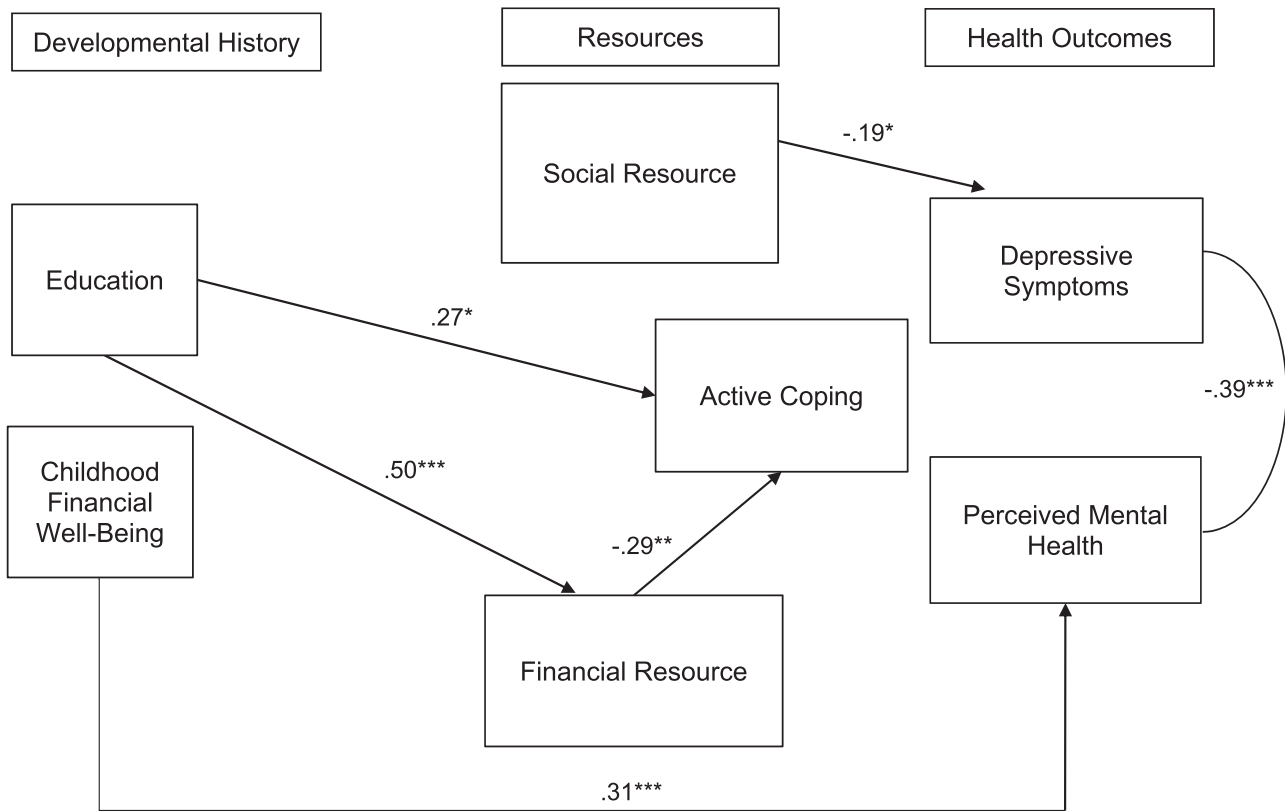 Developmental History
Resources
Health Outcomes
Social Resource
-.19*
Education
Depressive
Symptoms
.27*
Active Coping
-.39***
Childhood
Financial
Well-Being
.50***
-.29**
Perceived Mental
Health
Financial Resource
.31***